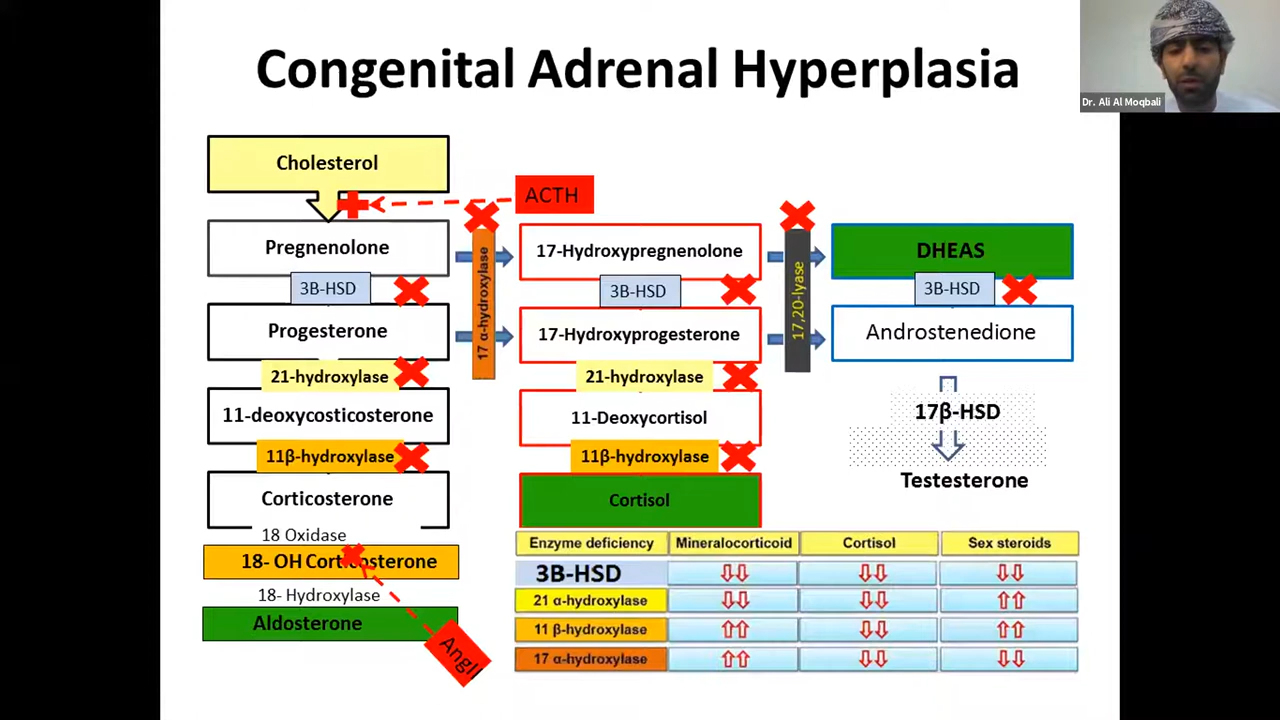 Congenital Adrenal Hyperplasia
Dr. Ali Al Moqbali
Cholesterol
ACTH
Pregnenolone
17 α-hydroxylase
17-Hydroxypregnenolone
17,20-lyase
DHEAS
3B-HSD
3B-HSD
3B-HSD
Progesterone
17-Hydroxyprogesterone
Androstenedione
21-hydroxylase
21-hydroxylase
11-deoxycosticosterone
11-Deoxycortisol
17β-HSD
11β-hydroxylase
11β-hydroxylase
Testesterone
Corticosterone
Cortisol
18 Oxidase
18- OH Corticosterone
18- Hydroxylase
Aldosterone
AngII
Enzyme deficiency Mineralocorticoid Cortisol Sex steroids
3B-HSD ⇩⇩ ⇩⇩ ⇩⇩
21 α-hydroxylase ⇩⇩ ⇩⇩ ⇧⇧
11 β-hydroxylase ⇧⇧ ⇩⇩ ⇧⇧
17 α-hydroxylase ⇧⇧ ⇩⇩ ⇩⇩